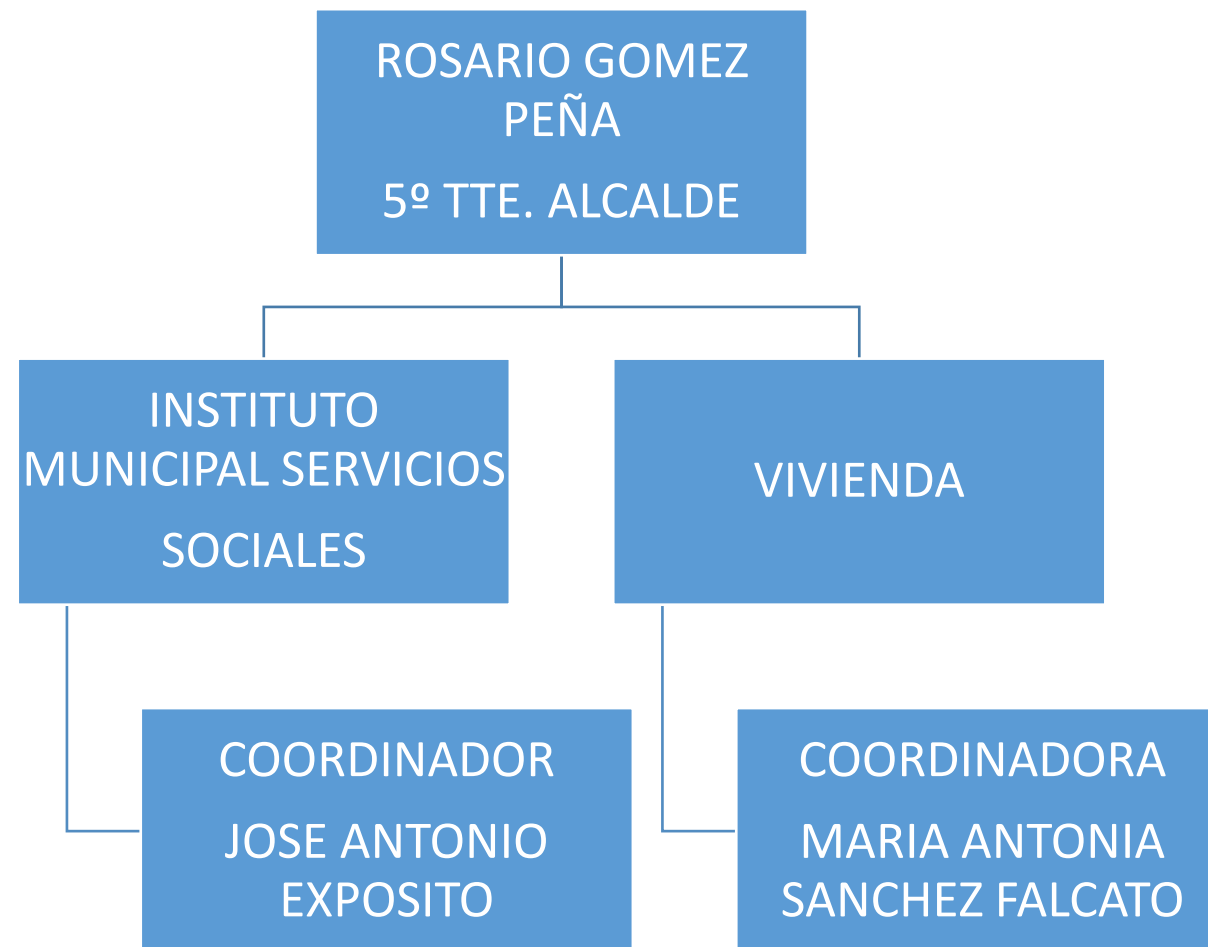 ROSARIO GOMEZ
PEÑA
5º TTE. ALCALDE
INSTITUTO
MUNICIPAL SERVICIOS
SOCIALES
VIVIENDA
COORDINADOR
JOSE ANTONIO
EXPOSITO
COORDINADORA
MARIA ANTONIA
SANCHEZ FALCATO